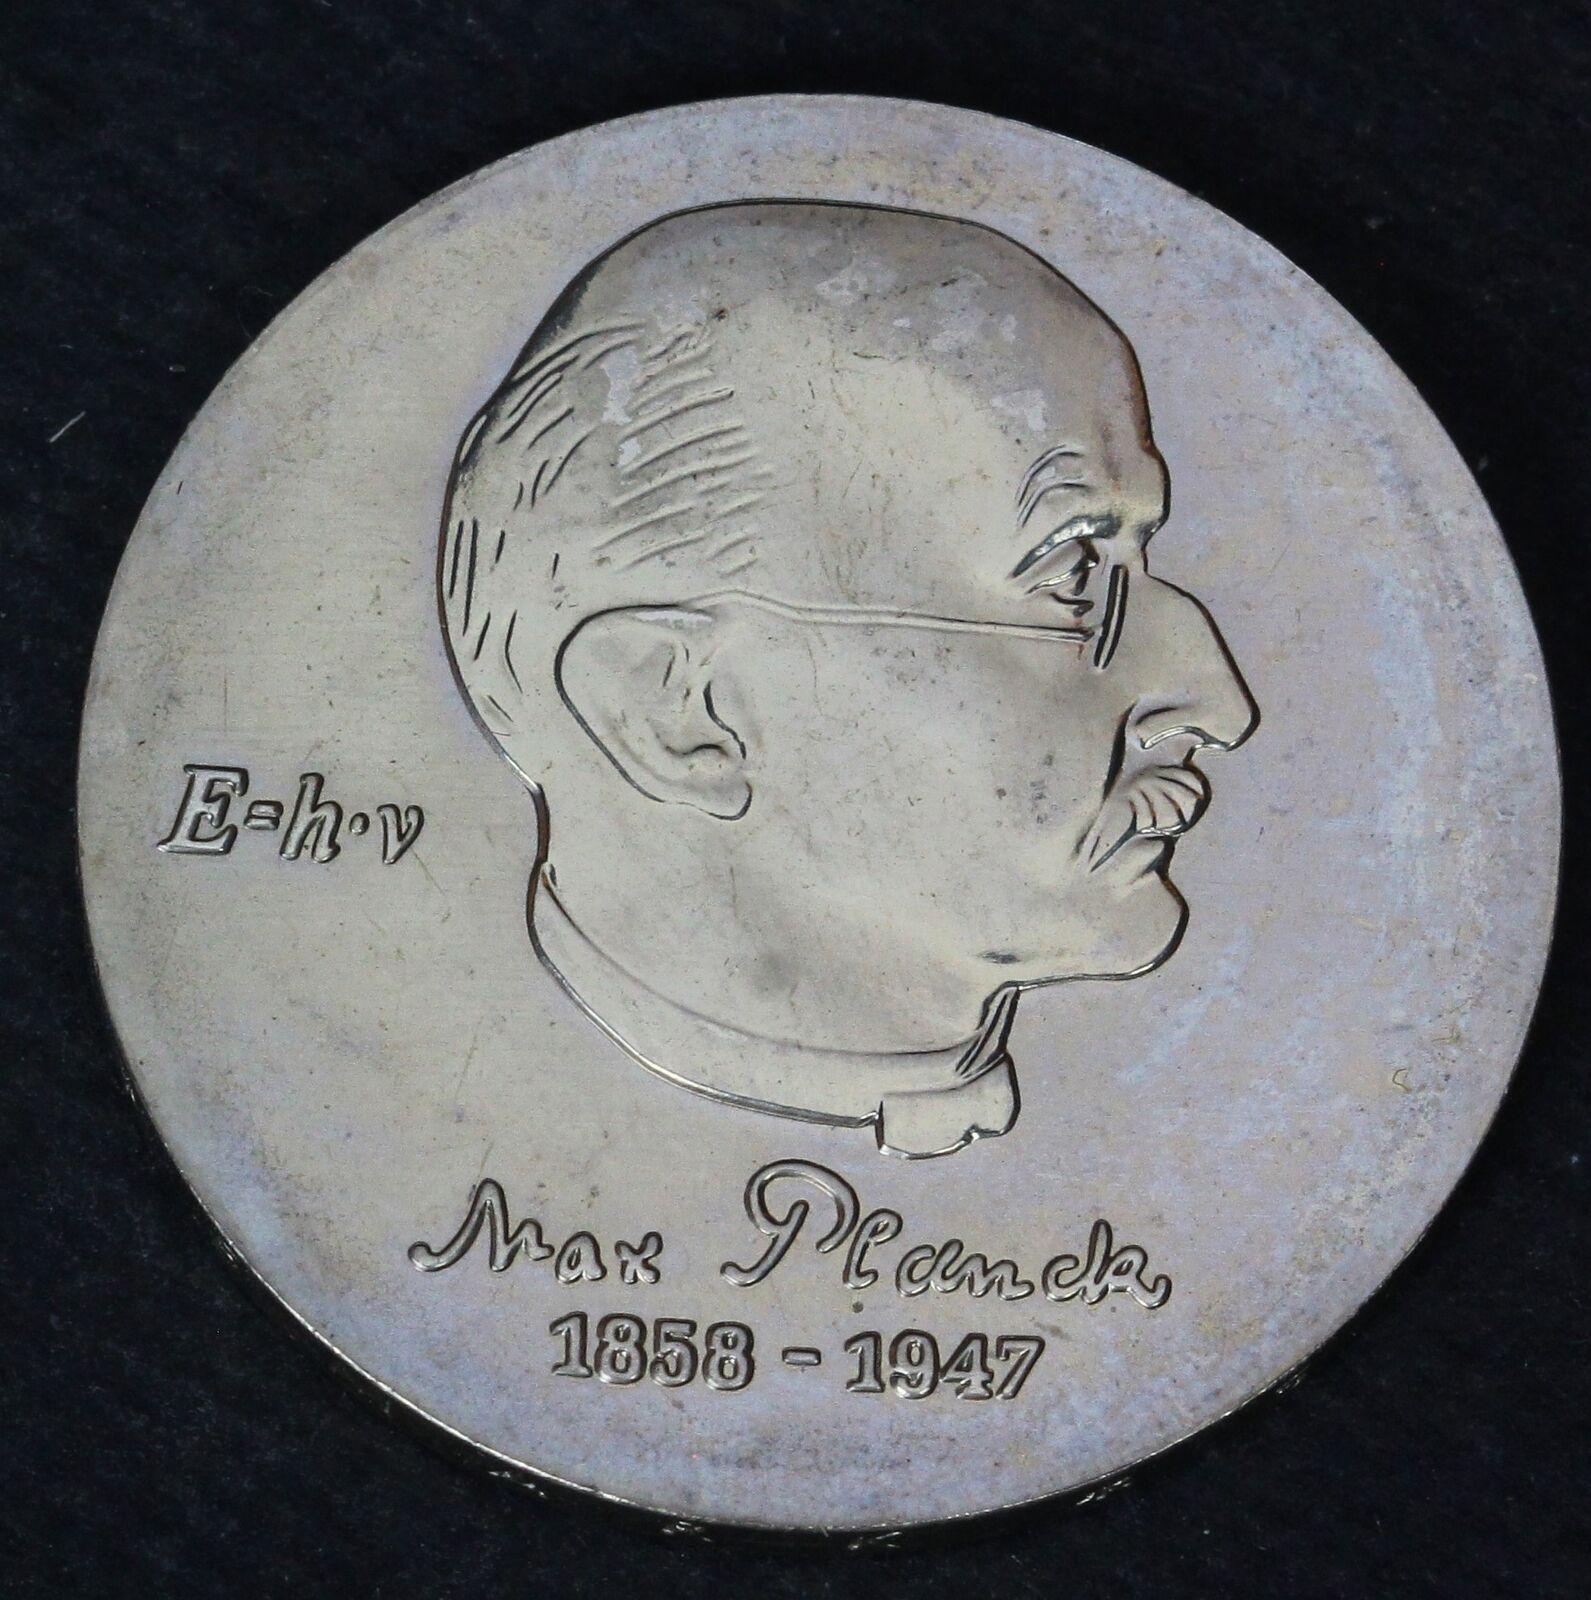 E=h·ν
Max Planck
1858 - 1947